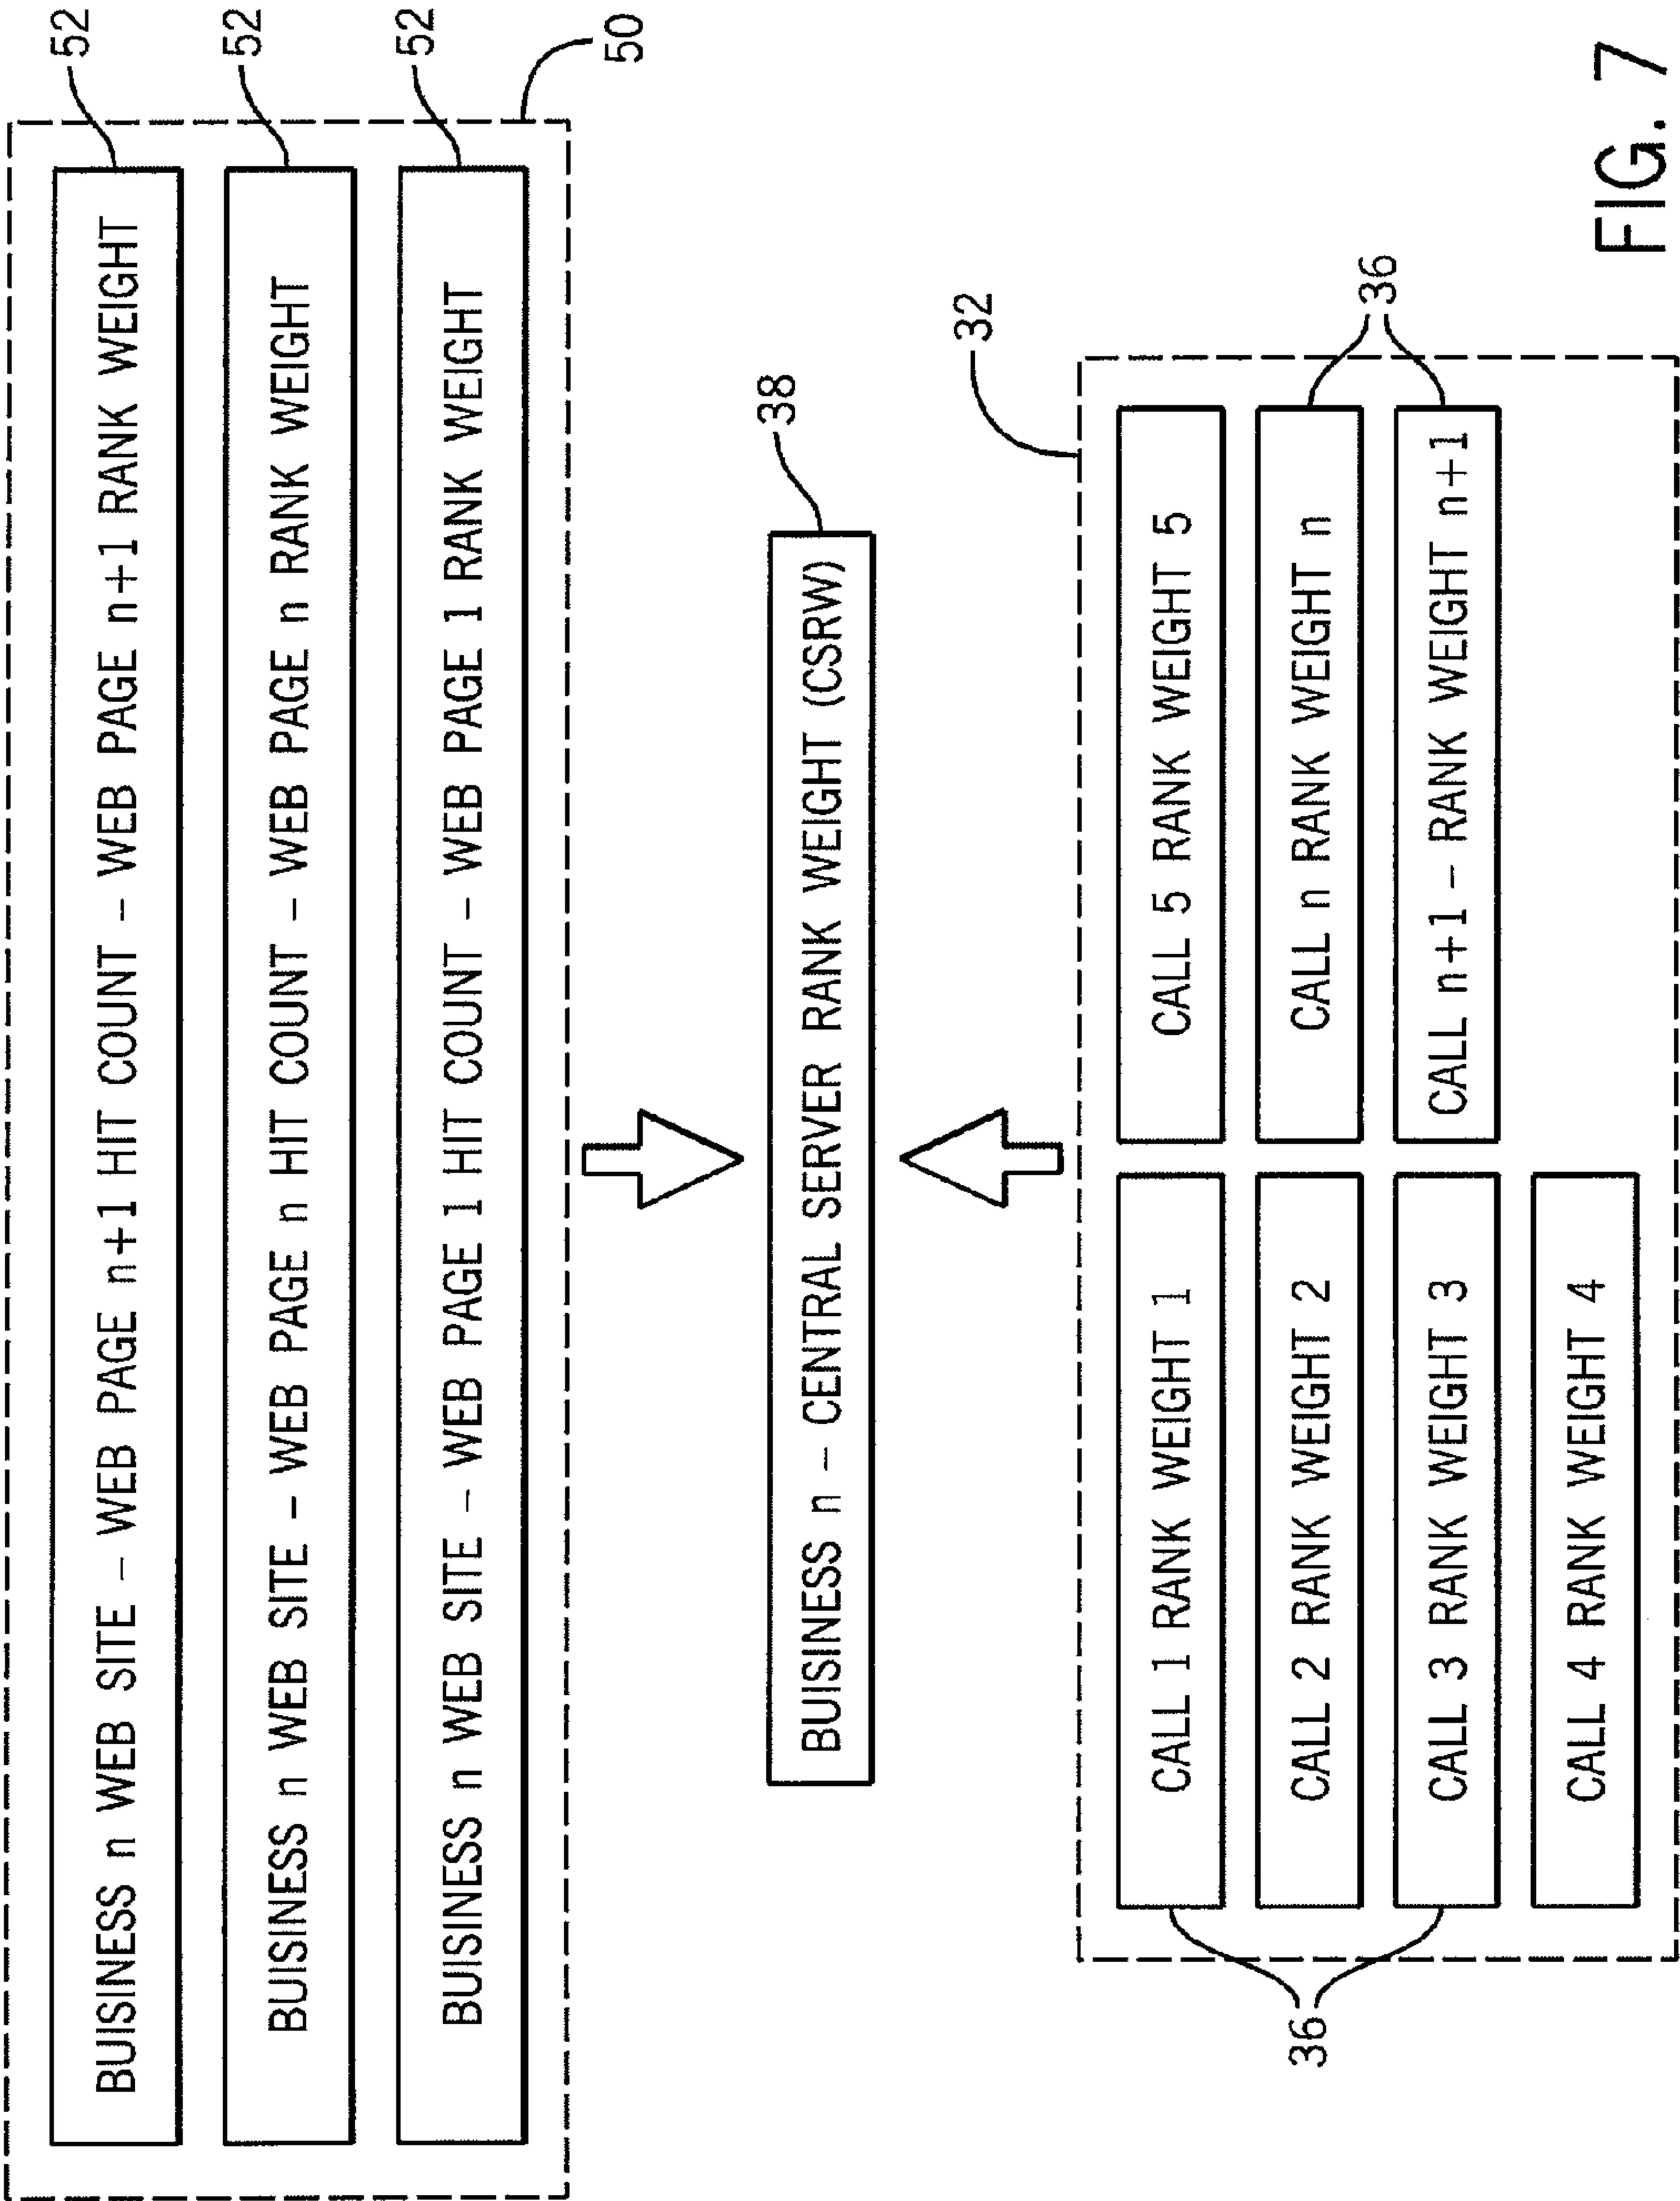 BUISINESS n WEB SITE – WEB PAGE n+1 HIT COUNT – WEB PAGE n+1 RANK WEIGHT
52
BUISINESS n WEB SITE – WEB PAGE n HIT COUNT – WEB PAGE n RANK WEIGHT
52
BUISINESS n WEB SITE – WEB PAGE 1 HIT COUNT – WEB PAGE 1 RANK WEIGHT
52
50
BUISINESS n – CENTRAL SERVER RANK WEIGHT (CSRW)
38
32
CALL 1 RANK WEIGHT 1
CALL 2 RANK WEIGHT 2
CALL 3 RANK WEIGHT 3
CALL 4 RANK WEIGHT 4
36
CALL 5 RANK WEIGHT 5
CALL n RANK WEIGHT n
CALL n+1 – RANK WEIGHT n+1
36
FIG. 7